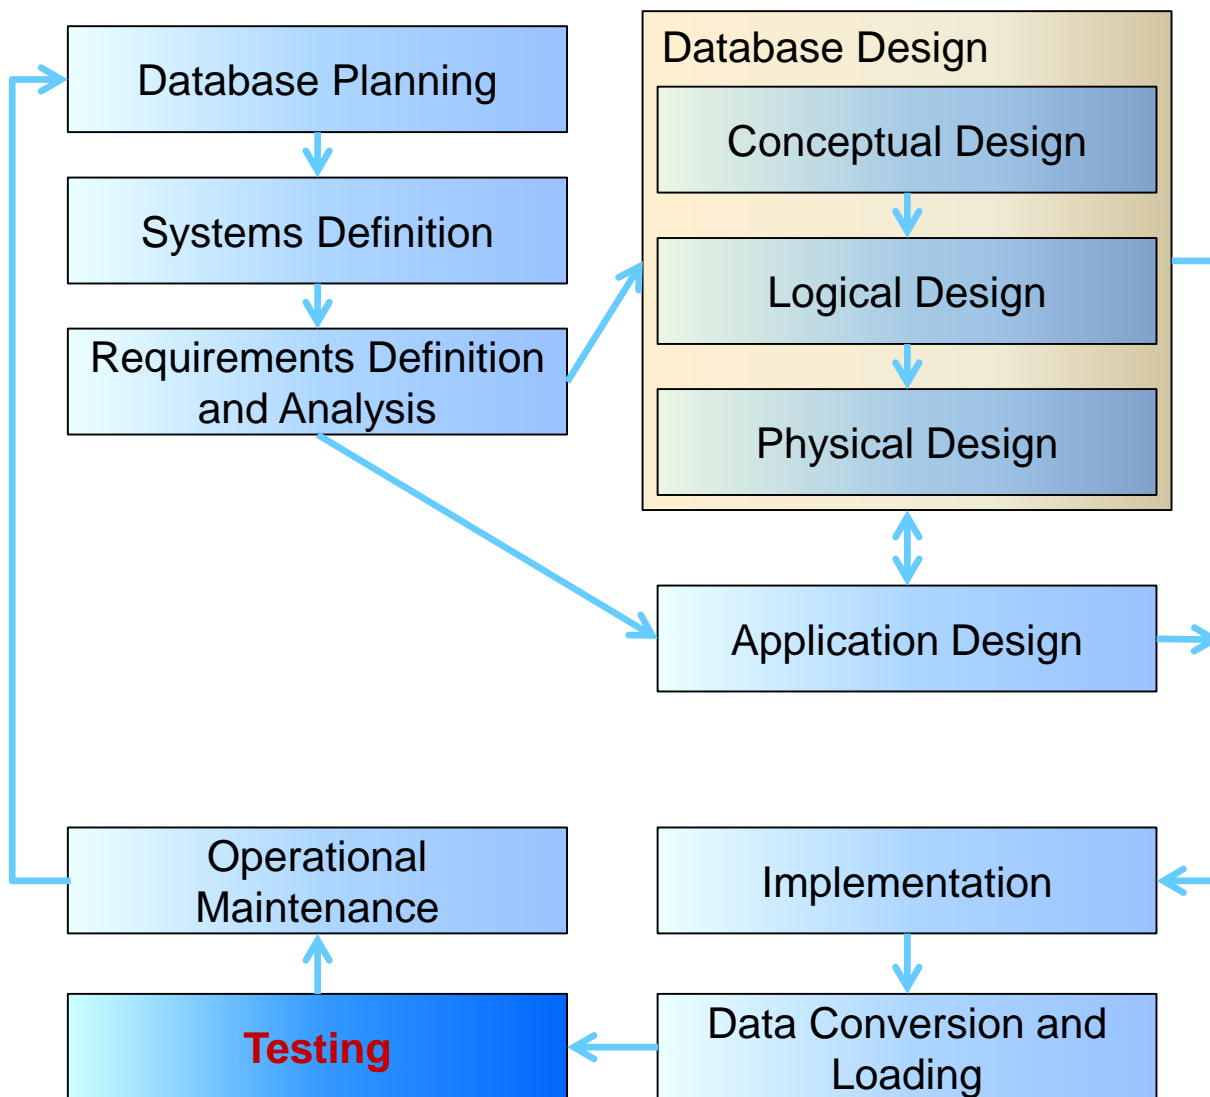 Database Planning
Systems Definition
Requirements Definition
and Analysis
Database Design
Conceptual Design
Logical Design
Physical Design
Application Design
Operational
Maintenance
Implementation
Testing
Data Conversion and
Loading